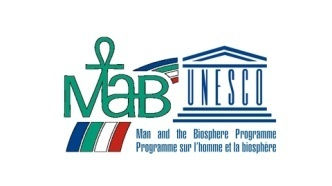 MaB
UNESCO
Man and the Biosphere Programme
Programme sur l'homme et la biosphère